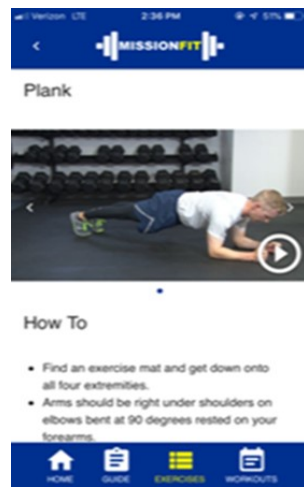 Verizon LTE 2:36 PM 51%
MISSIONFIT
Plank
How To
• Find an exercise mat and get down onto
all four extremities.
• Arms should be right under shoulders on
elbows bent at 90 degrees rested on your
forearms.
HOME GUIDE EXERCISES WORKOUTS